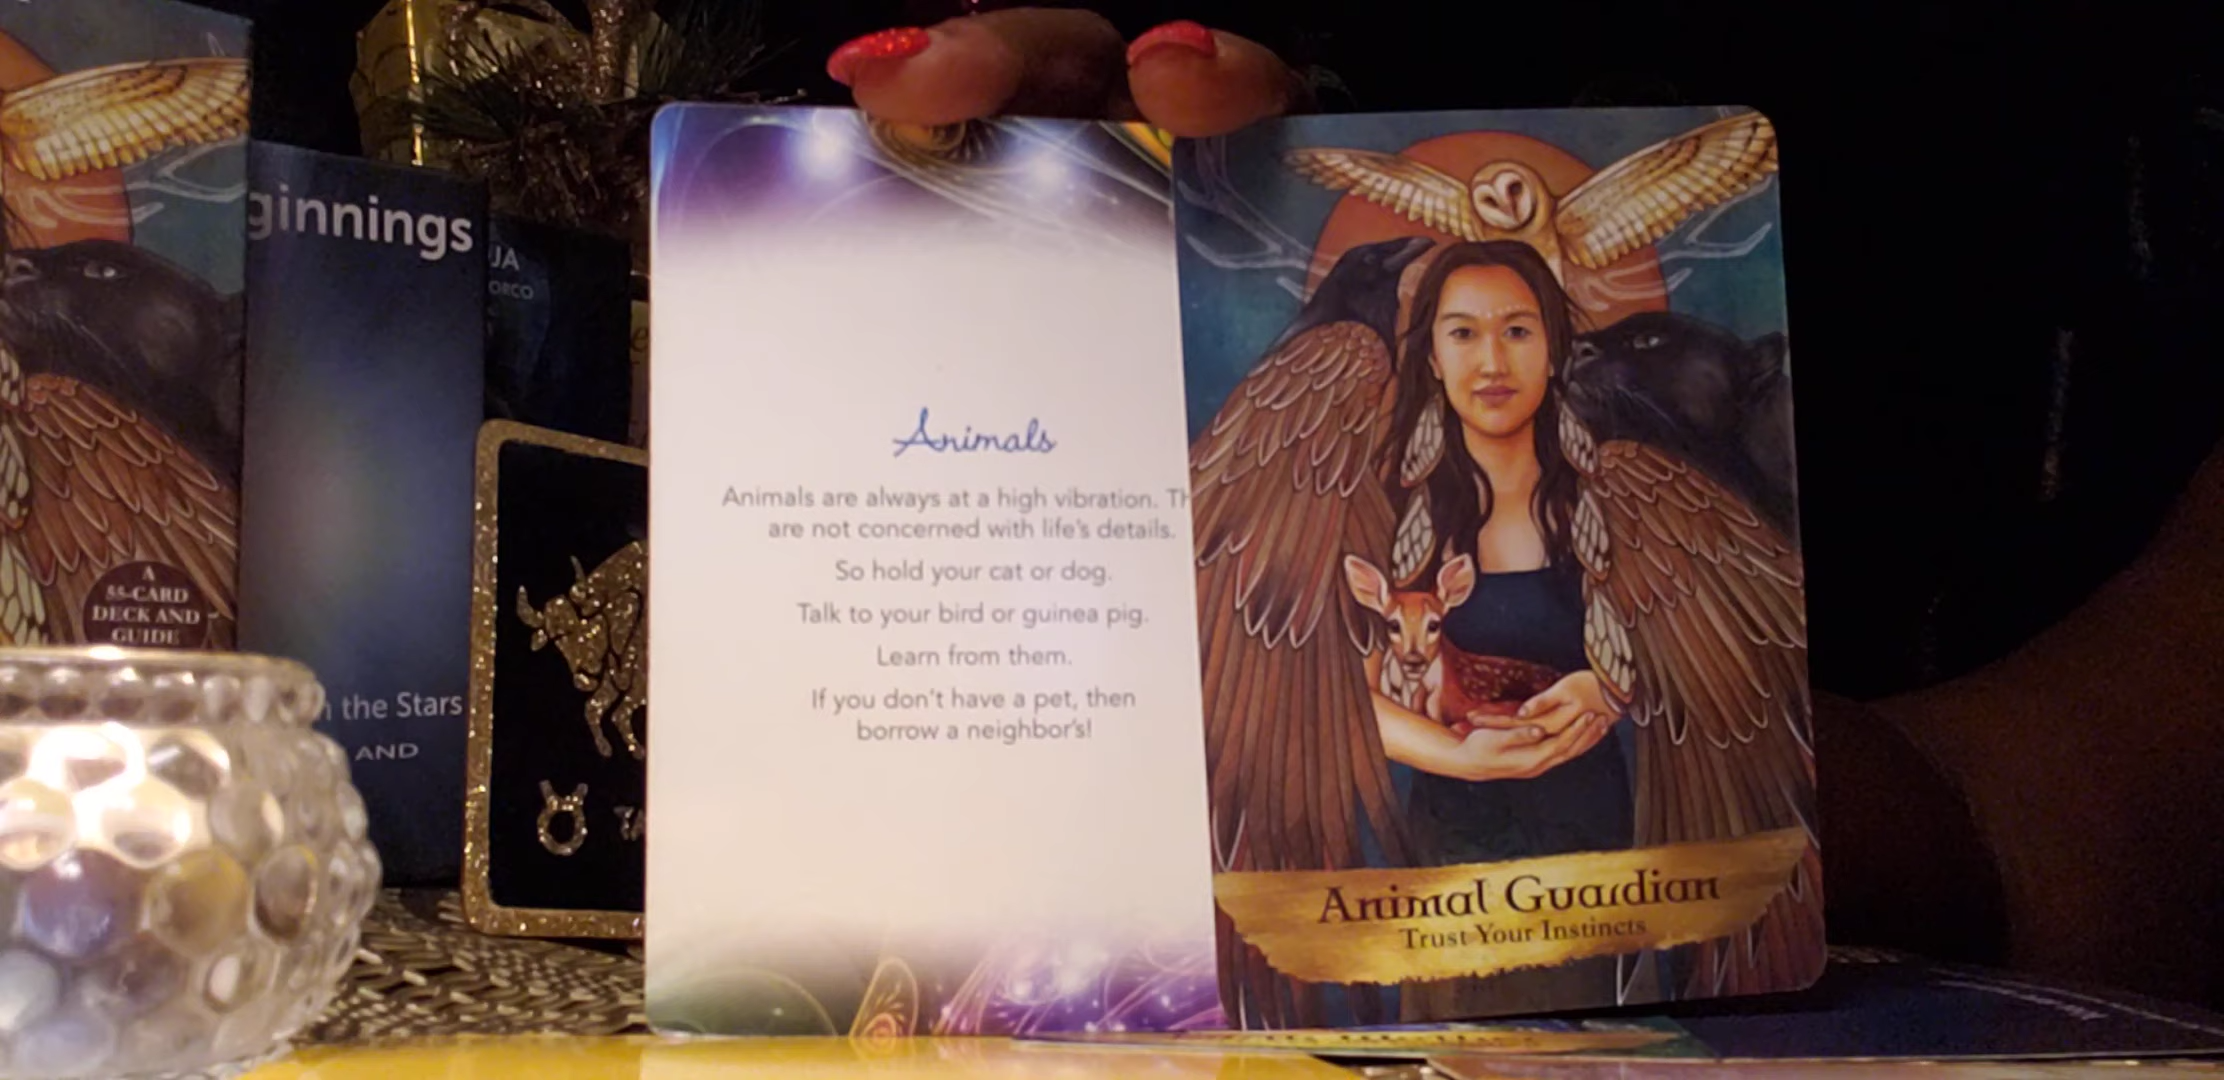 ginnings
JA
ORCO
A
55-CARD
DECK AND
GUIDE
the Stars
AND
Animals
Animals are always at a high vibration. Th
are not concerned with life's details.
So hold your cat or dog.
Talk to your bird or guinea pig.
Learn from them.
If you don't have a pet, then
borrow a neighbor's!
Animal Guardian
Trust Your Instincts